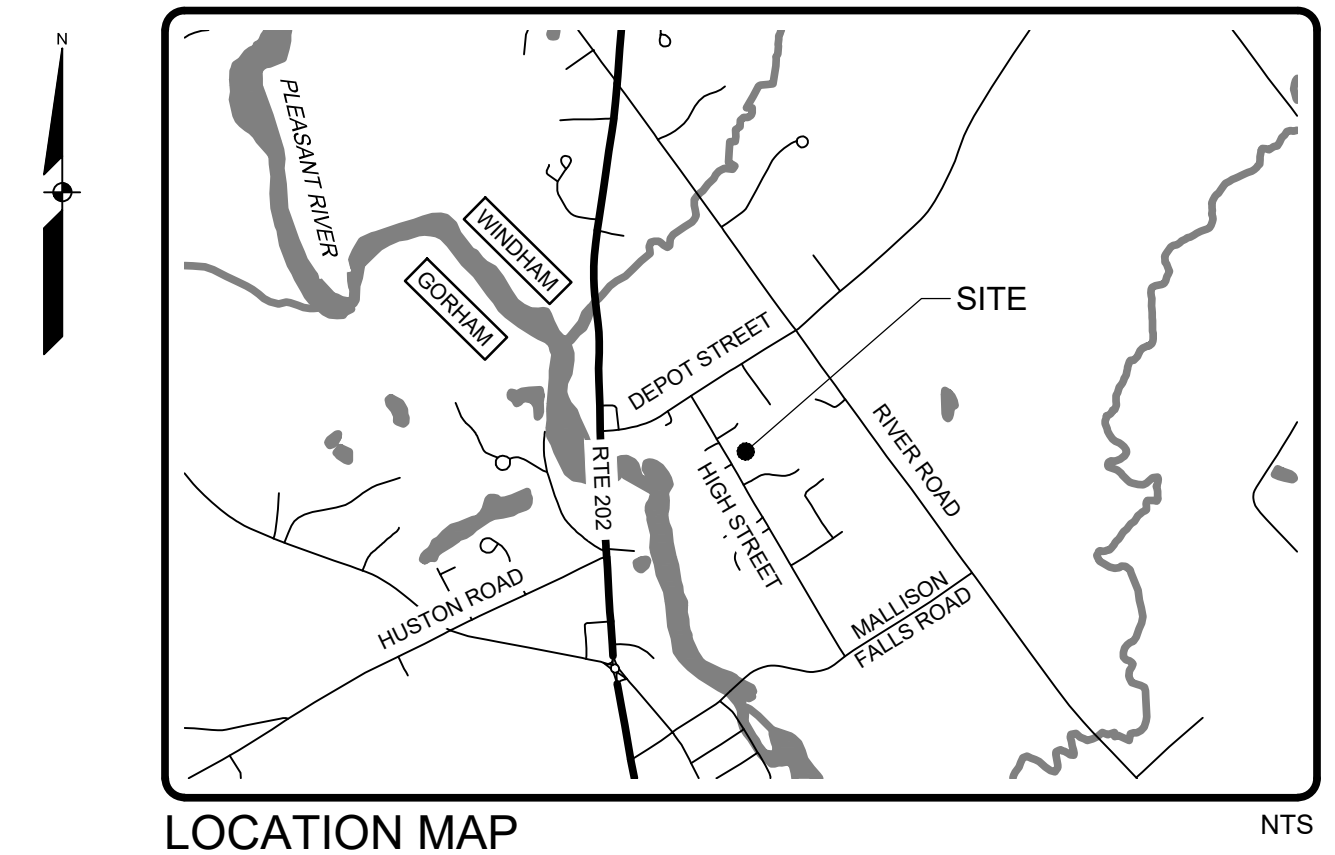 N
PLEASANT RIVER
WINDHAM
GORHAM
SITE
DEPOT STREET
RIVER ROAD
RTE 202
HIGH STREET
HUSTON ROAD
MALLISON
FALLS ROAD
LOCATION MAP
NTS